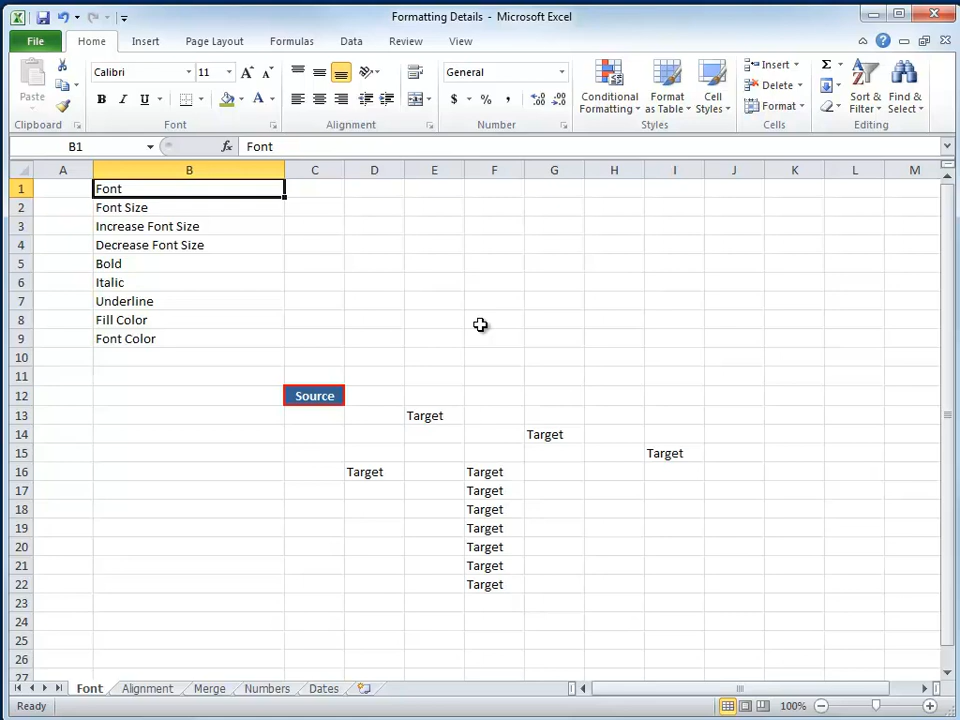 Formatting Details - Microsoft Excel
File Home Insert Page Layout Formulas Data Review View
Calibri 11 General
Paste B I U $ % , Conditional Formatting Format as Table Cell Styles Insert Delete Format Σ Sort & Filter Find & Select
Clipboard Font Alignment Number Styles Cells Editing
B1 fx Font
A B C D E F G H I J K L M
1 Font
2 Font Size
3 Increase Font Size
4 Decrease Font Size
5 Bold
6 Italic
7 Underline
8 Fill Color
9 Font Color
10
11
12 Source
13 Target
14 Target
15 Target
16 Target Target
17 Target
18 Target
19 Target
20 Target
21 Target
22 Target
23
24
25
26
27
Font Alignment Merge Numbers Dates
Ready 100%